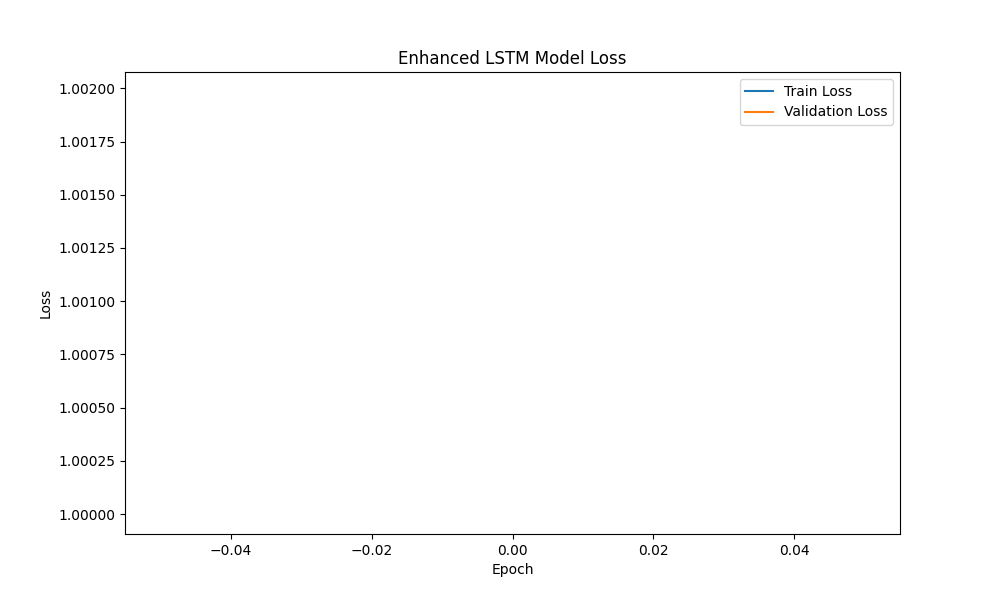 Enhanced LSTM Model Loss
Train Loss
Validation Loss
1.00200
1.00175
1.00150
1.00125
1.00100
1.00075
1.00050
1.00025
1.00000
Loss
−0.04
−0.02
0.00
0.02
0.04
Epoch